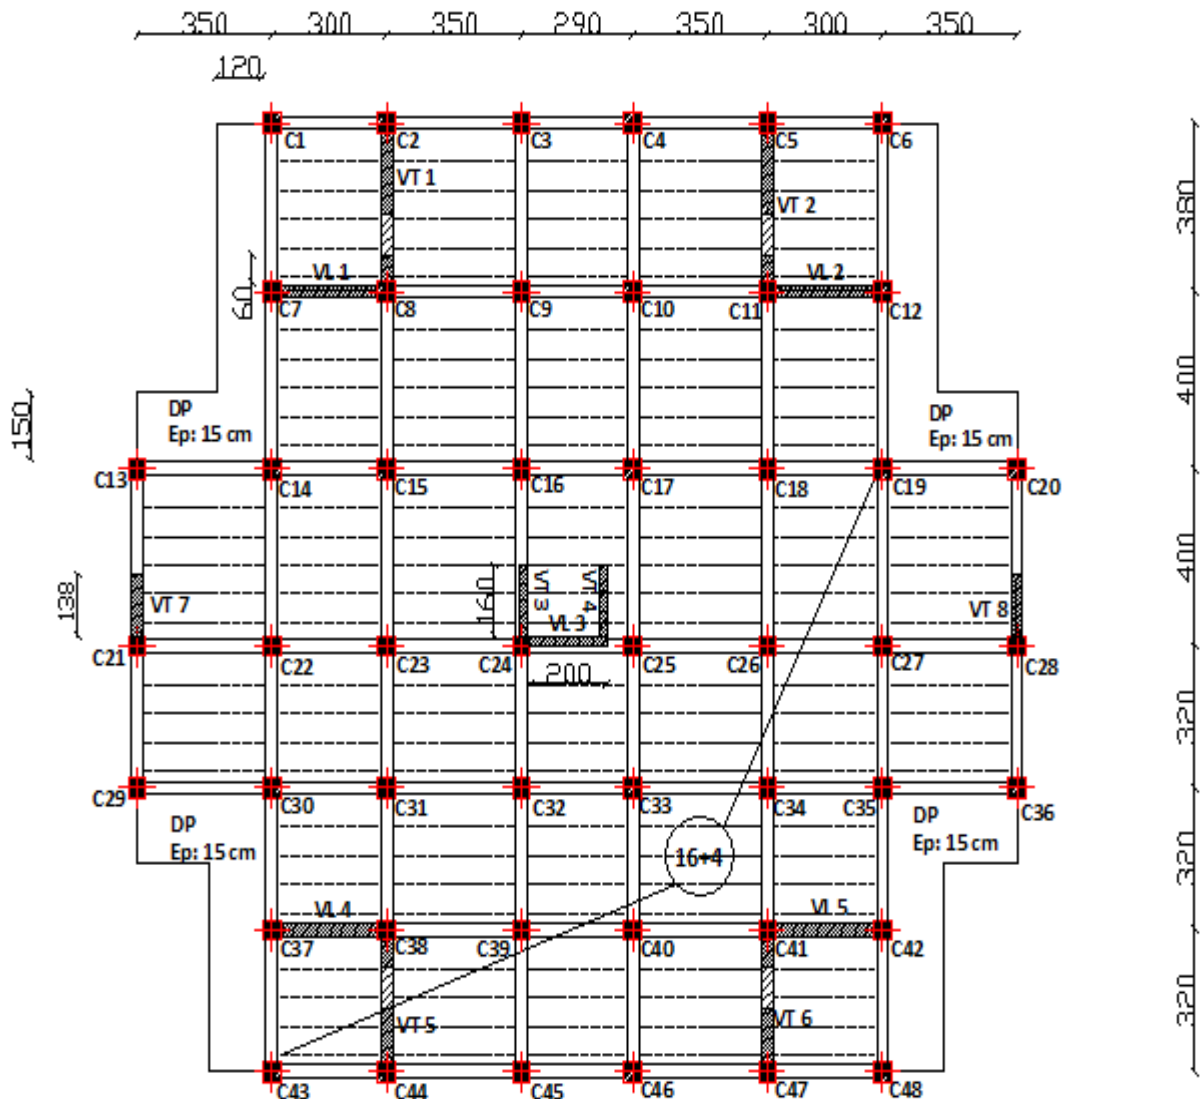 350 300 350 290 350 300 350
120
C1 C2 C3 C4 C5 C6
VT 1
VT 2
380
VL 1 VL 2
60
C7 C8 C9 C10 C11 C12
400
150
DP
Ep: 15 cm
DP
Ep: 15 cm
C13 C14 C15 C16 C17 C18 C19 C20
400
138
VT 7
160
VT 3
VT 4
VL 3
VT 8
C21 C22 C23 C24 C25 C26 C27 C28
200
320
C29 C30 C31 C32 C33 C34 C35 C36
DP
Ep: 15 cm
DP
Ep: 15 cm
16+4
320
VL 4 VL 5
C37 C38 C39 C40 C41 C42
320
VT 5 VT 6
C43 C44 C45 C46 C47 C48